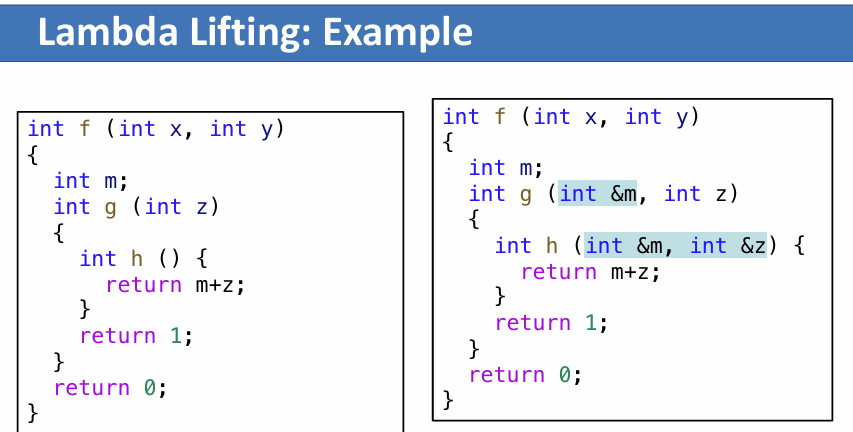 Lambda Lifting: Example
int f (int x, int y)
{
  int m;
  int g (int z)
  {
    int h () {
      return m+z;
    }
    return 1;
  }
  return 0;
}
int f (int x, int y)
{
  int m;
  int g (int &m, int z)
  {
    int h (int &m, int &z) {
      return m+z;
    }
    return 1;
  }
  return 0;
}